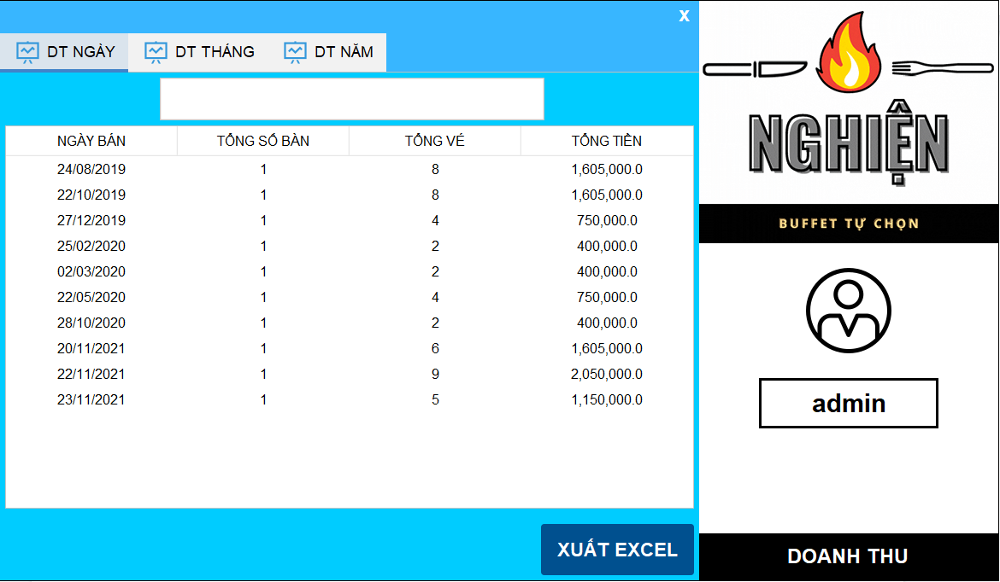 X
DT NGÀY DT THÁNG DT NĂM
NGÀY BÁN TỔNG SỐ BÀN TỔNG VÉ TỔNG TIỀN
24/08/2019 1 8 1,605,000.0
22/10/2019 1 8 1,605,000.0
27/12/2019 1 4 750,000.0
25/02/2020 1 2 400,000.0
02/03/2020 1 2 400,000.0
22/05/2020 1 4 750,000.0
28/10/2020 1 2 400,000.0
20/11/2021 1 6 1,605,000.0
22/11/2021 1 9 2,050,000.0
23/11/2021 1 5 1,150,000.0
XUẤT EXCEL
NGHIỆN
BUFFET TỰ CHỌN
admin
DOANH THU